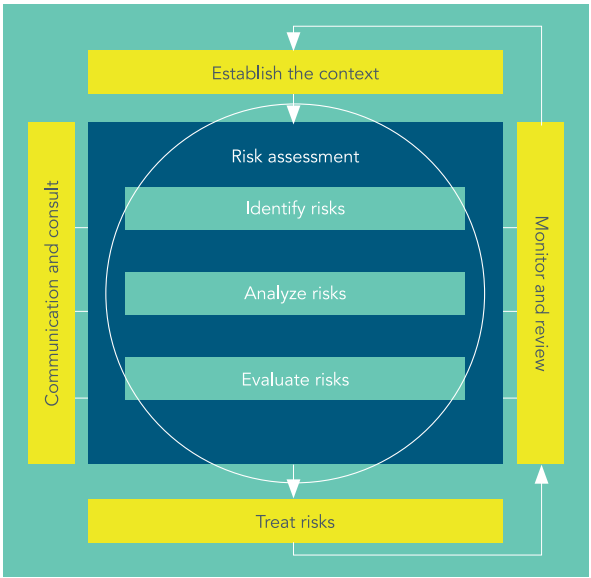 Establish the context
Communication and consult
Risk assessment
Identify risks
Analyze risks
Evaluate risks
Monitor and review
Treat risks